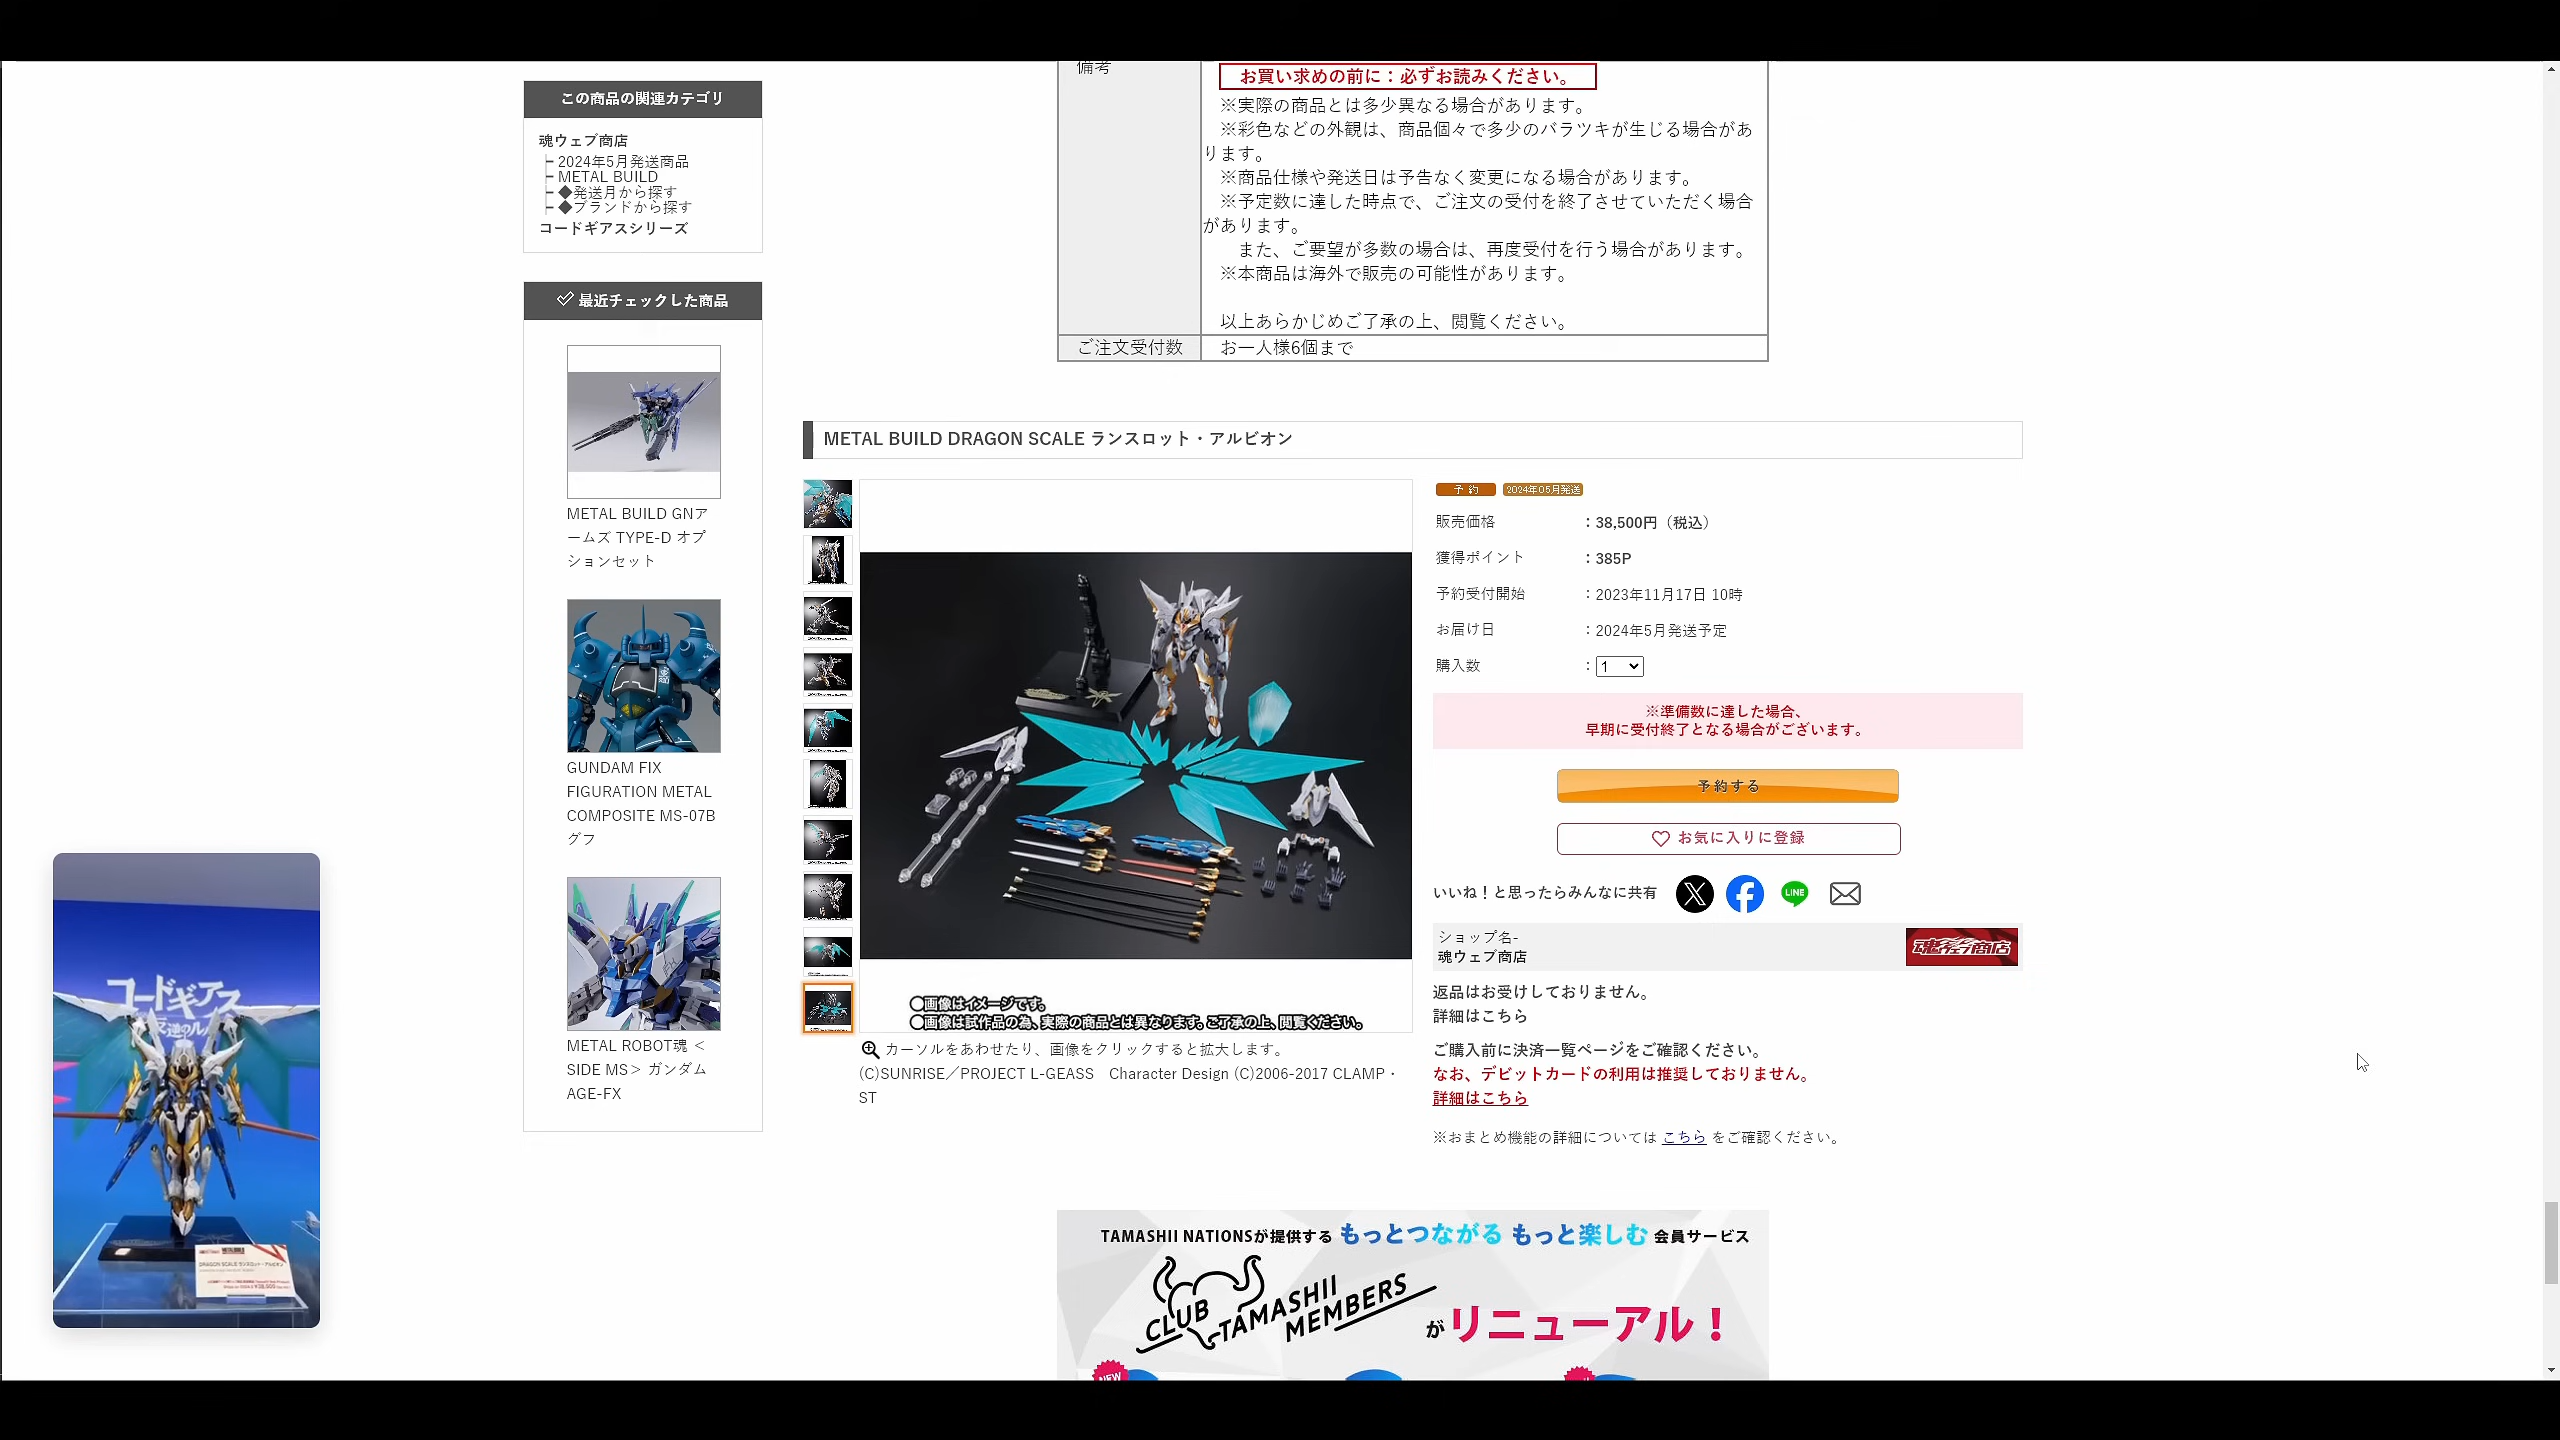 この商品の関連カテゴリ
魂ウェブ商店
2024年5月発送商品
METAL BUILD
◆発送月から探す
◆ブランドから探す
コードギアスシリーズ
最近チェックした商品
METAL BUILD GNア
ームズ TYPE-D オプ
ションセット
GUNDAM FIX
FIGURATION METAL
COMPOSITE MS-07B
グフ
METAL ROBOT魂 ＜
SIDE MS＞ ガンダム
AGE-FX
コードギアス
反逆のル
DRAGON SCALE ランスロット・アルビオン
備考
お買い求めの前に：必ずお読みください。
※実際の商品とは多少異なる場合があります。
※彩色などの外観は、商品個々で多少のバラツキが生じる場合があ
ります。
※商品仕様や発送日は予告なく変更になる場合があります。
※予定数に達した時点で、ご注文の受付を終了させていただく場合
があります。
また、ご要望が多数の場合は、再度受付を行う場合があります。
※本商品は海外で販売の可能性があります。
以上あらかじめご了承の上、閲覧ください。
ご注文受付数 お一人様6個まで
METAL BUILD DRAGON SCALE ランスロット・アルビオン
●画像はイメージです。
●画像は試作品の為、実際の商品とは異なります。ご了承の上、閲覧ください。
カーソルをあわせたり、画像をクリックすると拡大します。
(C)SUNRISE／PROJECT L-GEASS　Character Design (C)2006-2017 CLAMP・
ST
予 約 2024年05月発送
販売価格 ：38,500円（税込）
獲得ポイント ：385P
予約受付開始 ：2023年11月17日 10時
お届け日 ：2024年5月発送予定
購入数 ：1
※準備数に達した場合、
早期に受付終了となる場合がございます。
予約する
お気に入りに登録
いいね！と思ったらみんなに共有
LINE
ショップ名-
魂ウェブ商店
魂ウェブ商店
返品はお受けしておりません。
詳細はこちら
ご購入前に決済一覧ページをご確認ください。
なお、デビットカードの利用は推奨しておりません。
詳細はこちら
※おまとめ機能の詳細については こちら をご確認ください。
TAMASHII NATIONSが提供する もっとつながる もっと楽しむ 会員サービス
CLUB TAMASHII MEMBERS が リニューアル！
NEW